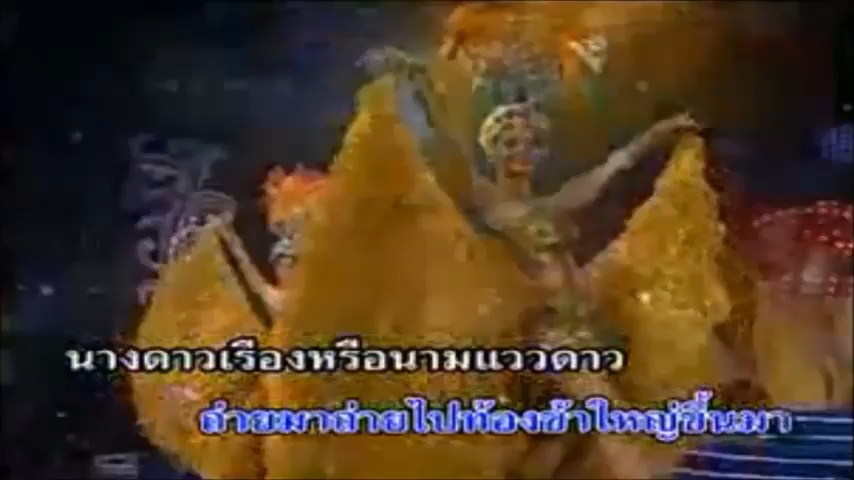 นางดาวเรืองหรือนามแววดาว
ส่ายมาส่ายไปท้องข้าใหญ่ขึ้นมา